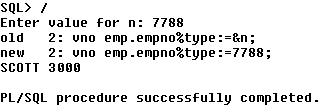 SQL> /
Enter value for n: 7788
old   2: vno emp.empno%type:=&n;
new   2: vno emp.empno%type:=7788;
SCOTT 3000
PL/SQL procedure successfully completed.